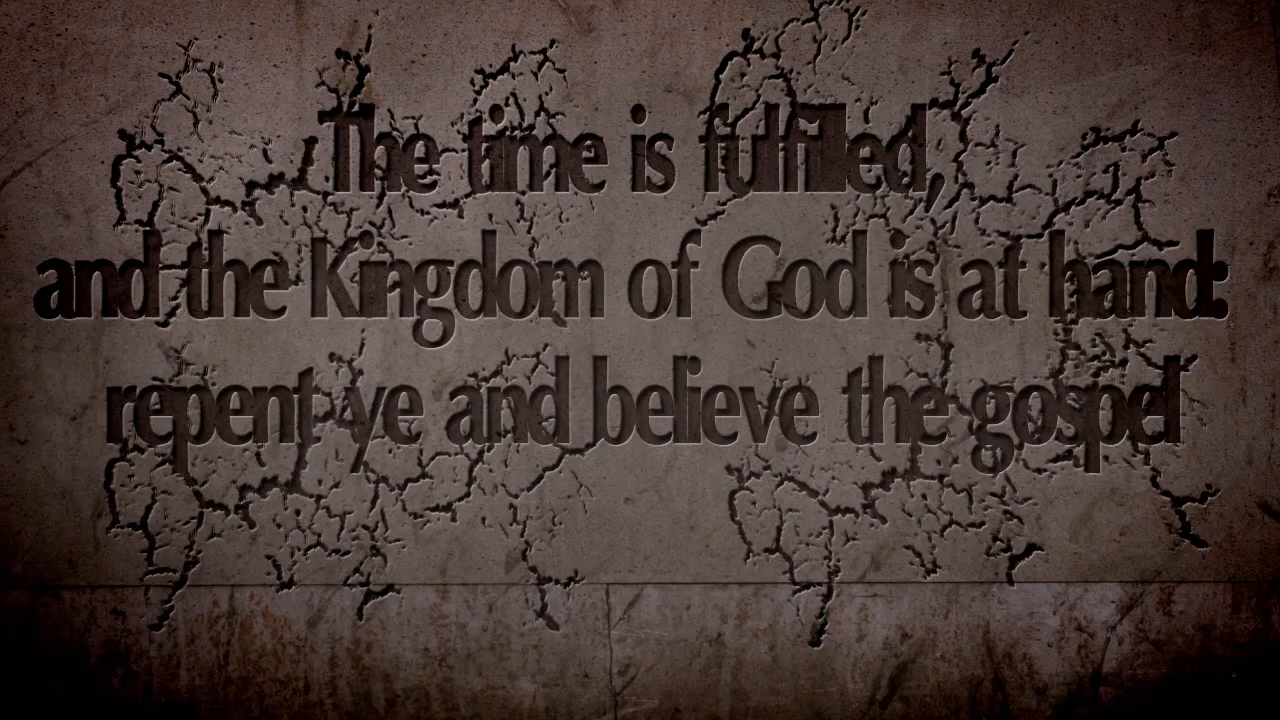 The time is fulfilled,
and the Kingdom of God is at hand:
repent ye and believe the gospel